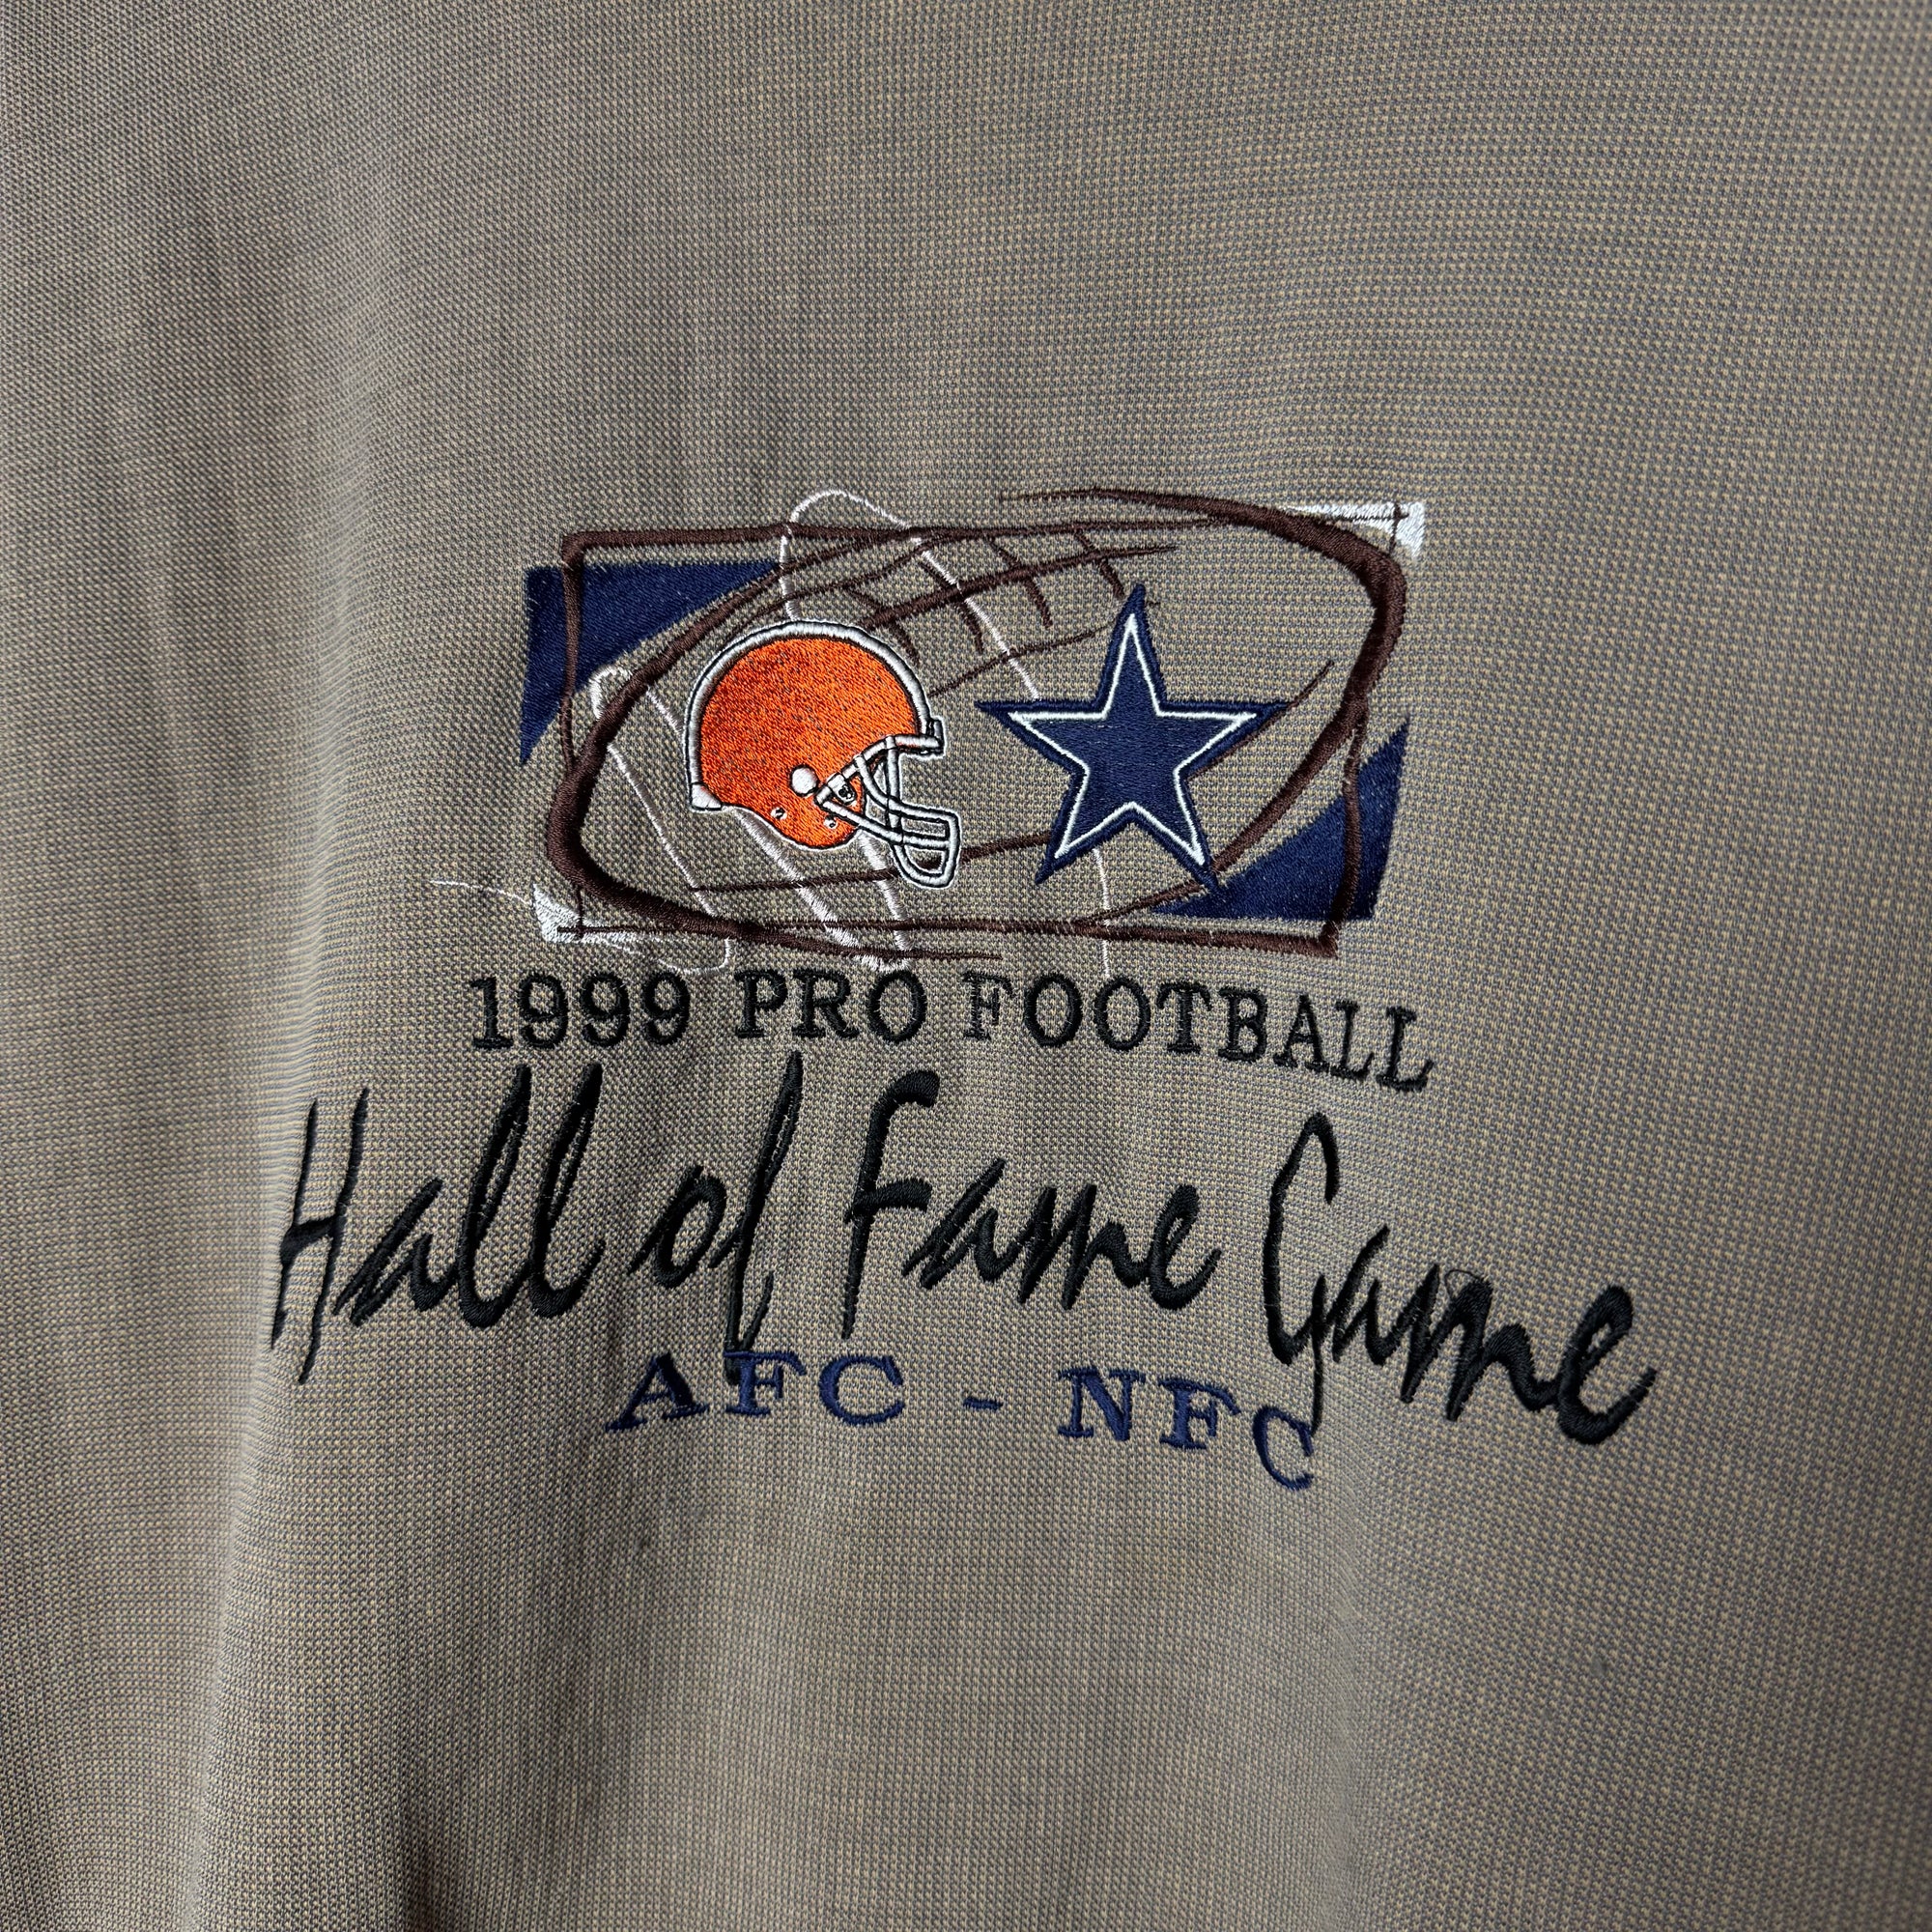 1999 PRO FOOTBALL
Hall of Fame Game
AFC - NFC